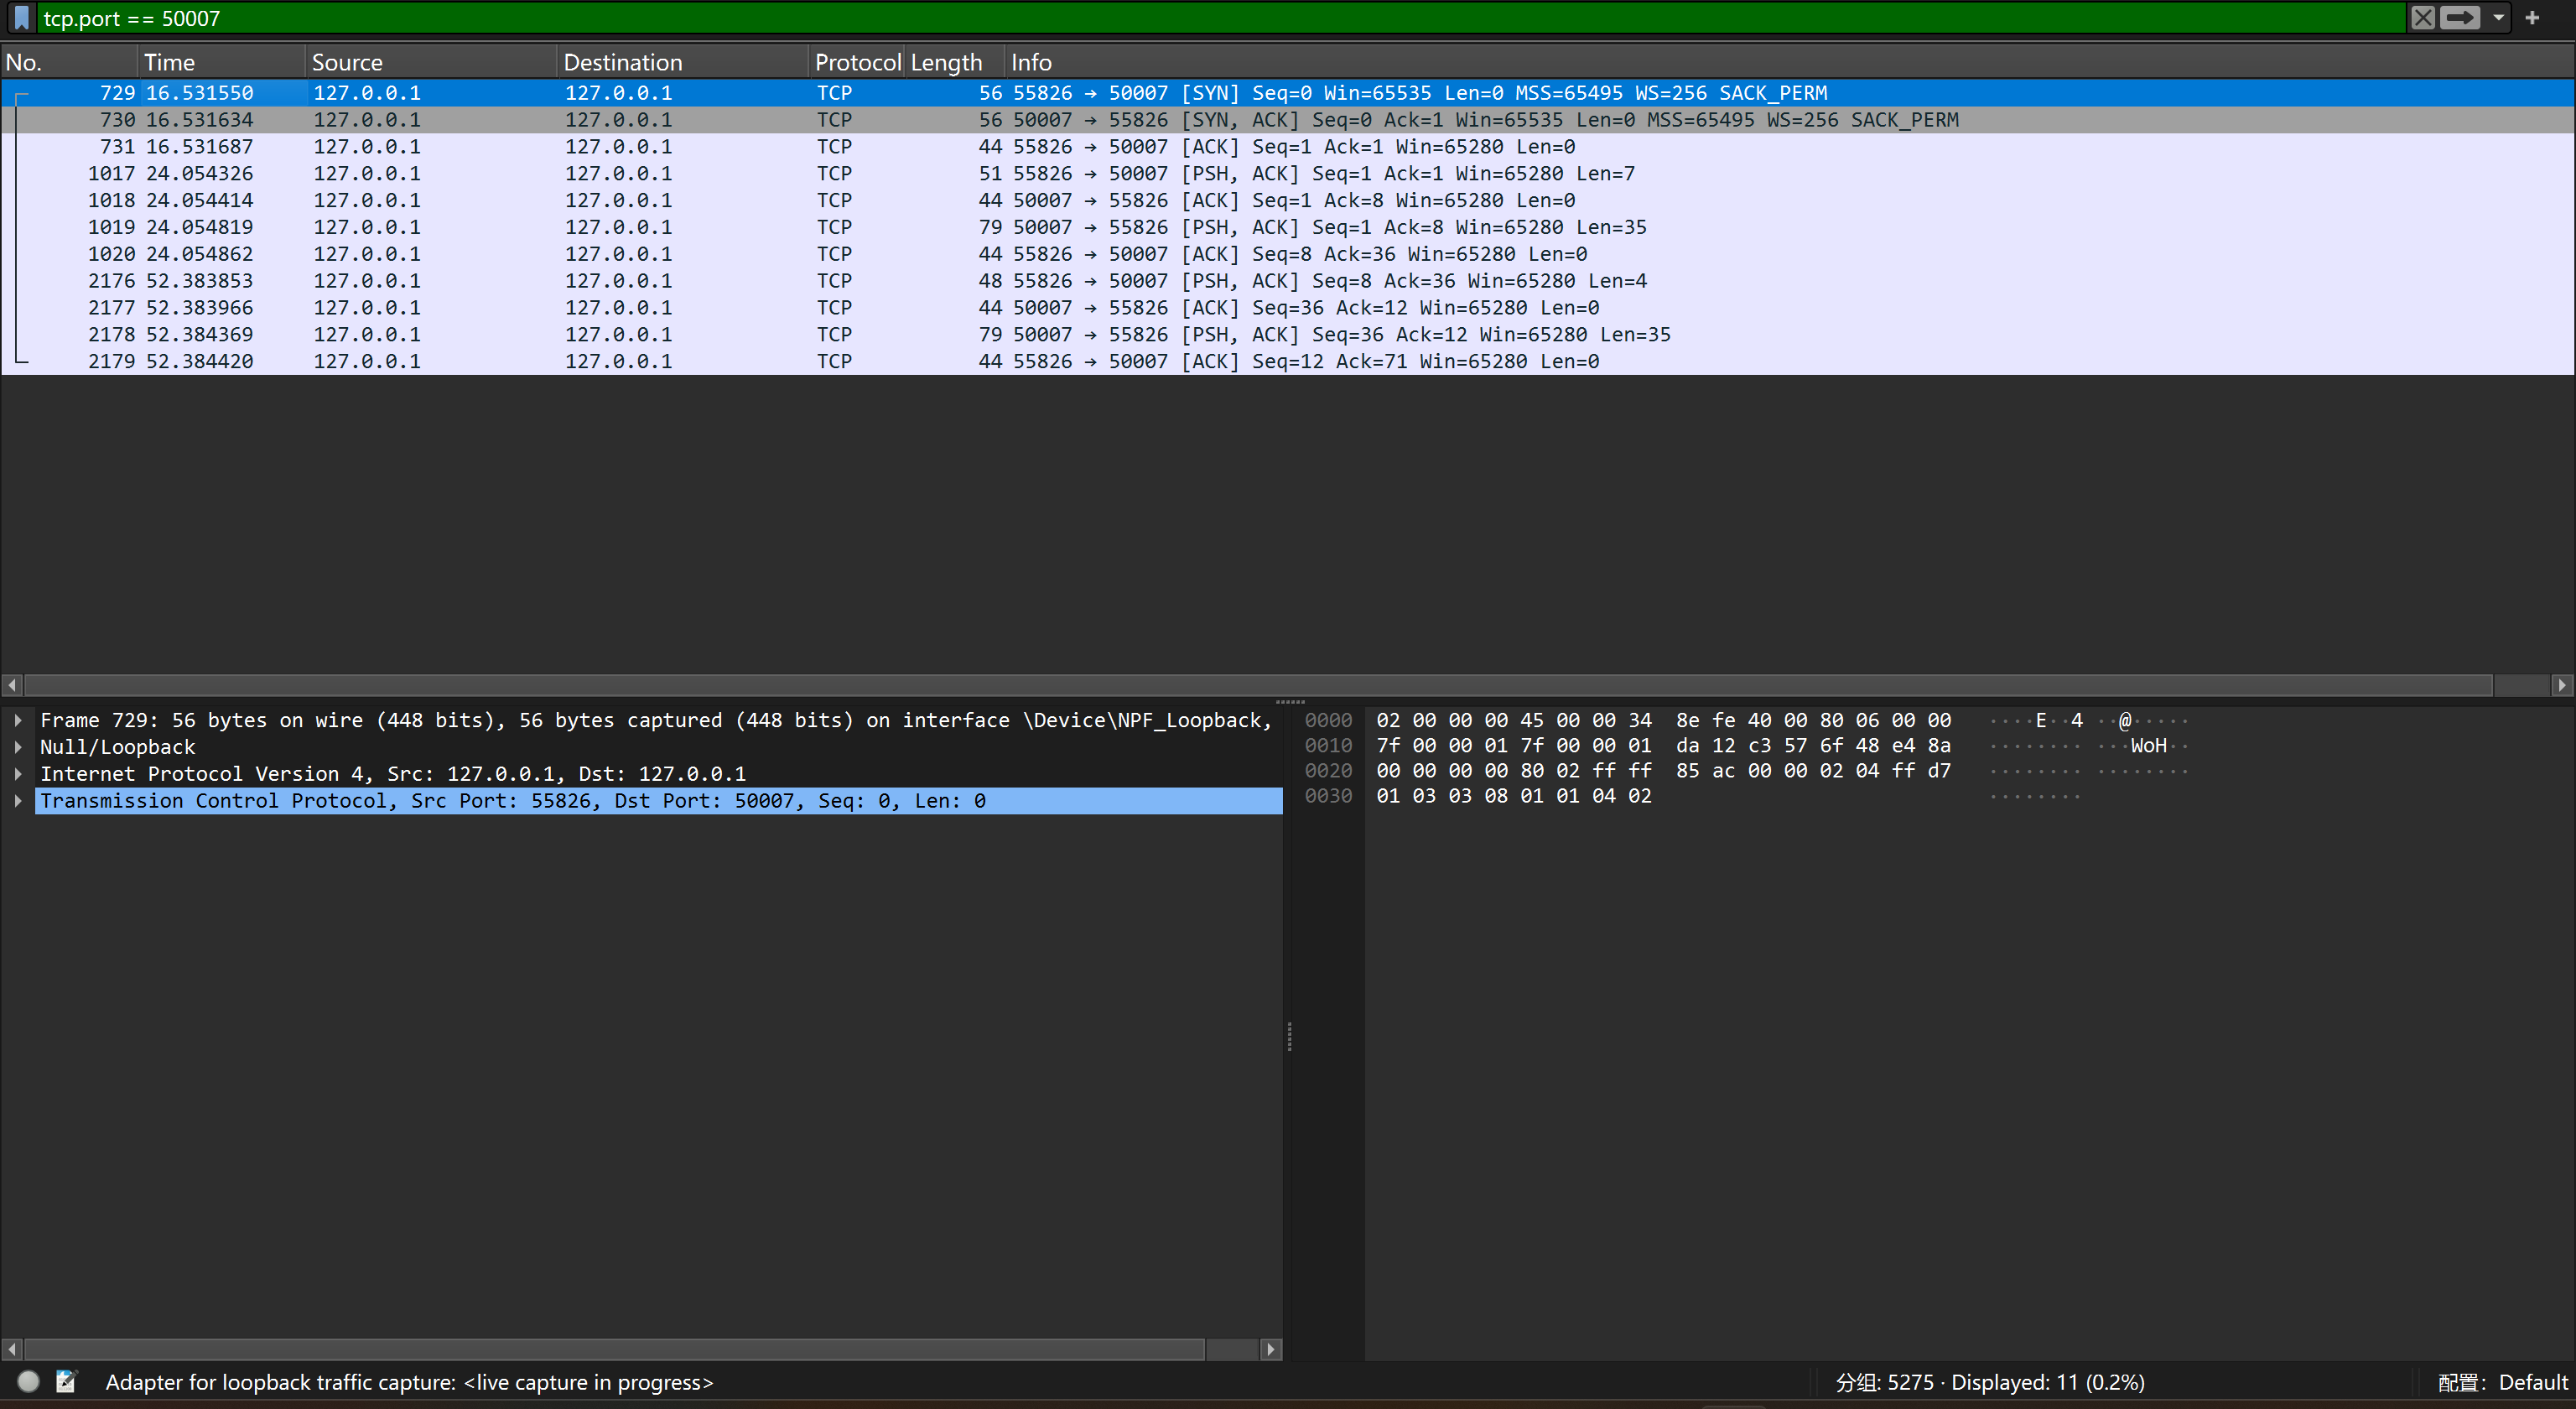 tcp.port == 50007
No. Time Source Destination Protocol Length Info
729 16.531550 127.0.0.1 127.0.0.1 TCP 56 55826 → 50007 [SYN] Seq=0 Win=65535 Len=0 MSS=65495 WS=256 SACK_PERM
730 16.531634 127.0.0.1 127.0.0.1 TCP 56 50007 → 55826 [SYN, ACK] Seq=0 Ack=1 Win=65535 Len=0 MSS=65495 WS=256 SACK_PERM
731 16.531687 127.0.0.1 127.0.0.1 TCP 44 55826 → 50007 [ACK] Seq=1 Ack=1 Win=65280 Len=0
1017 24.054326 127.0.0.1 127.0.0.1 TCP 51 55826 → 50007 [PSH, ACK] Seq=1 Ack=1 Win=65280 Len=7
1018 24.054414 127.0.0.1 127.0.0.1 TCP 44 50007 → 55826 [ACK] Seq=1 Ack=8 Win=65280 Len=0
1019 24.054819 127.0.0.1 127.0.0.1 TCP 79 50007 → 55826 [PSH, ACK] Seq=1 Ack=8 Win=65280 Len=35
1020 24.054862 127.0.0.1 127.0.0.1 TCP 44 55826 → 50007 [ACK] Seq=8 Ack=36 Win=65280 Len=0
2176 52.383853 127.0.0.1 127.0.0.1 TCP 48 55826 → 50007 [PSH, ACK] Seq=8 Ack=36 Win=65280 Len=4
2177 52.383966 127.0.0.1 127.0.0.1 TCP 44 50007 → 55826 [ACK] Seq=36 Ack=12 Win=65280 Len=0
2178 52.384369 127.0.0.1 127.0.0.1 TCP 79 50007 → 55826 [PSH, ACK] Seq=36 Ack=12 Win=65280 Len=35
2179 52.384420 127.0.0.1 127.0.0.1 TCP 44 55826 → 50007 [ACK] Seq=12 Ack=71 Win=65280 Len=0
Frame 729: 56 bytes on wire (448 bits), 56 bytes captured (448 bits) on interface \Device\NPF_Loopback,
Null/Loopback
Internet Protocol Version 4, Src: 127.0.0.1, Dst: 127.0.0.1
Transmission Control Protocol, Src Port: 55826, Dst Port: 50007, Seq: 0, Len: 0
0000 02 00 00 00 45 00 00 34 8e fe 40 00 80 06 00 00 ····E··4 ··@·····
0010 7f 00 00 01 7f 00 00 01 da 12 c3 57 6f 48 e4 8a ········ ···WoH··
0020 00 00 00 00 80 02 ff ff 85 ac 00 00 02 04 ff d7 ········ ········
0030 01 03 03 08 01 01 04 02 ········
Adapter for loopback traffic capture: <live capture in progress>
分组: 5275 · Displayed: 11 (0.2%)
配置: Default